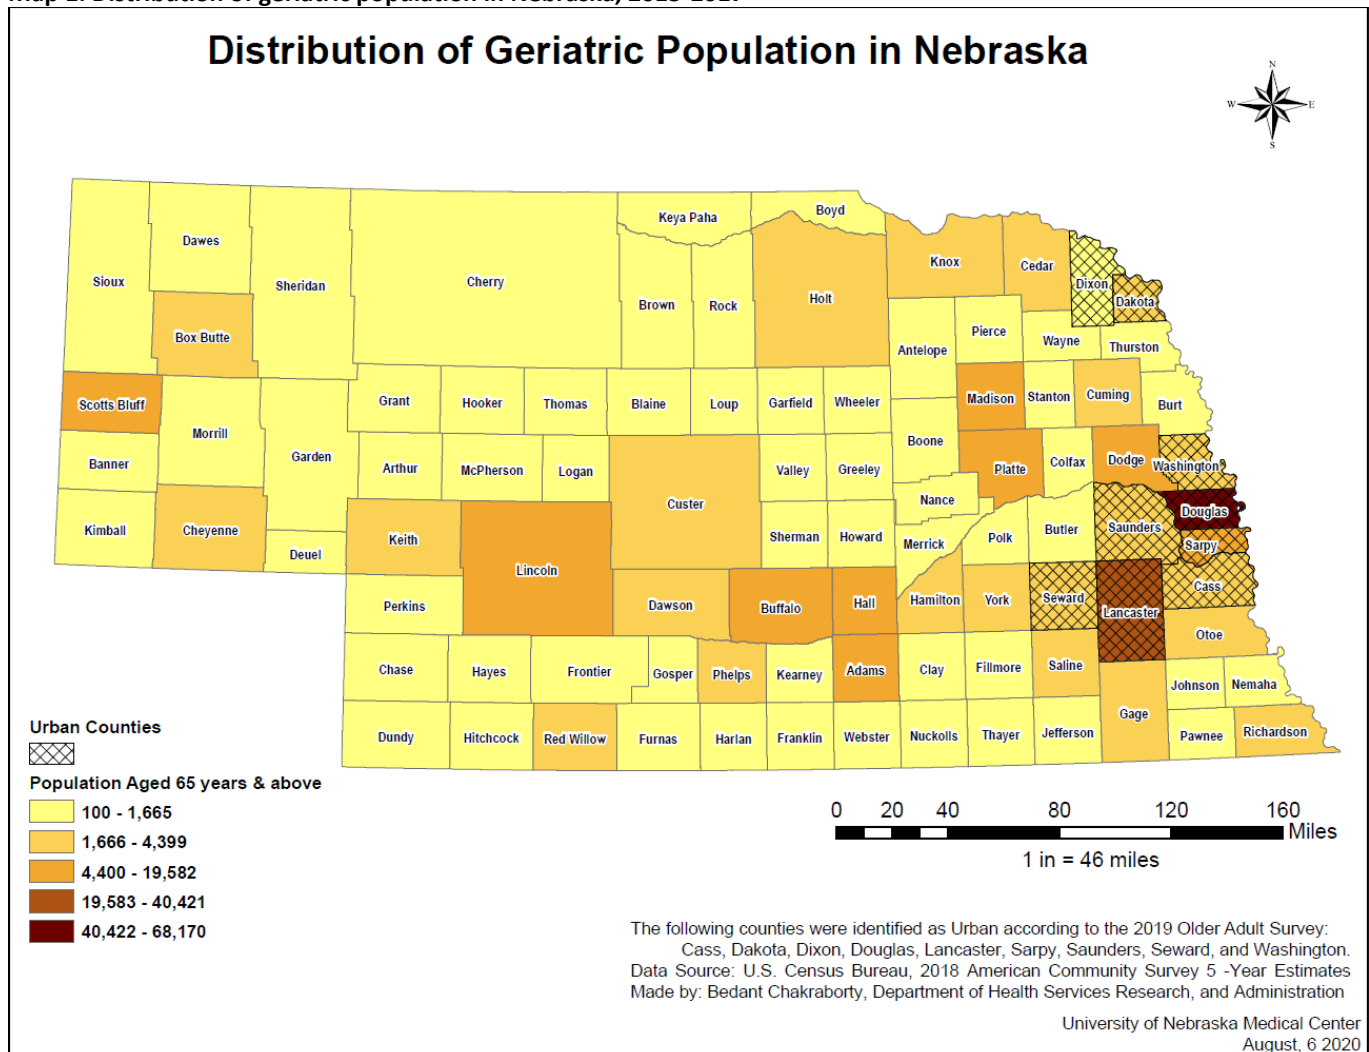 Distribution of Geriatric Population in Nebraska
N
W E
S
Keya Paha Boyd
Dawes
Sioux Sheridan Cherry Brown Rock Holt Knox Cedar Dixon Dakota
Box Butte
Antelope Pierce Wayne Thurston
Scotts Bluff Grant Hooker Thomas Blaine Loup Garfield Wheeler Madison Stanton Cuming Burt
Morrill Garden
Banner Arthur McPherson Logan Custer Valley Greeley Boone Platte Colfax Dodge Washington
Kimball Cheyenne Deuel Keith Lincoln Sherman Howard Nance Merrick Polk Butler Saunders Douglas
Sarpy
Perkins Dawson Buffalo Hall Hamilton York Seward Lancaster Cass
Otoe
Chase Hayes Frontier Gosper Phelps Kearney Adams Clay Fillmore Saline Johnson Nemaha
Gage
Dundy Hitchcock Red Willow Furnas Harlan Franklin Webster Nuckolls Thayer Jefferson Pawnee Richardson
Urban Counties
Population Aged 65 years & above
100 - 1,665
1,666 - 4,399
4,400 - 19,582
19,583 - 40,421
40,422 - 68,170
0 20 40 80 120 160
Miles
1 in = 46 miles
The following counties were identified as Urban according to the 2019 Older Adult Survey:
Cass, Dakota, Dixon, Douglas, Lancaster, Sarpy, Saunders, Seward, and Washington.
Data Source: U.S. Census Bureau, 2018 American Community Survey 5 -Year Estimates
Made by: Bedant Chakraborty, Department of Health Services Research, and Administration
University of Nebraska Medical Center
August, 6 2020